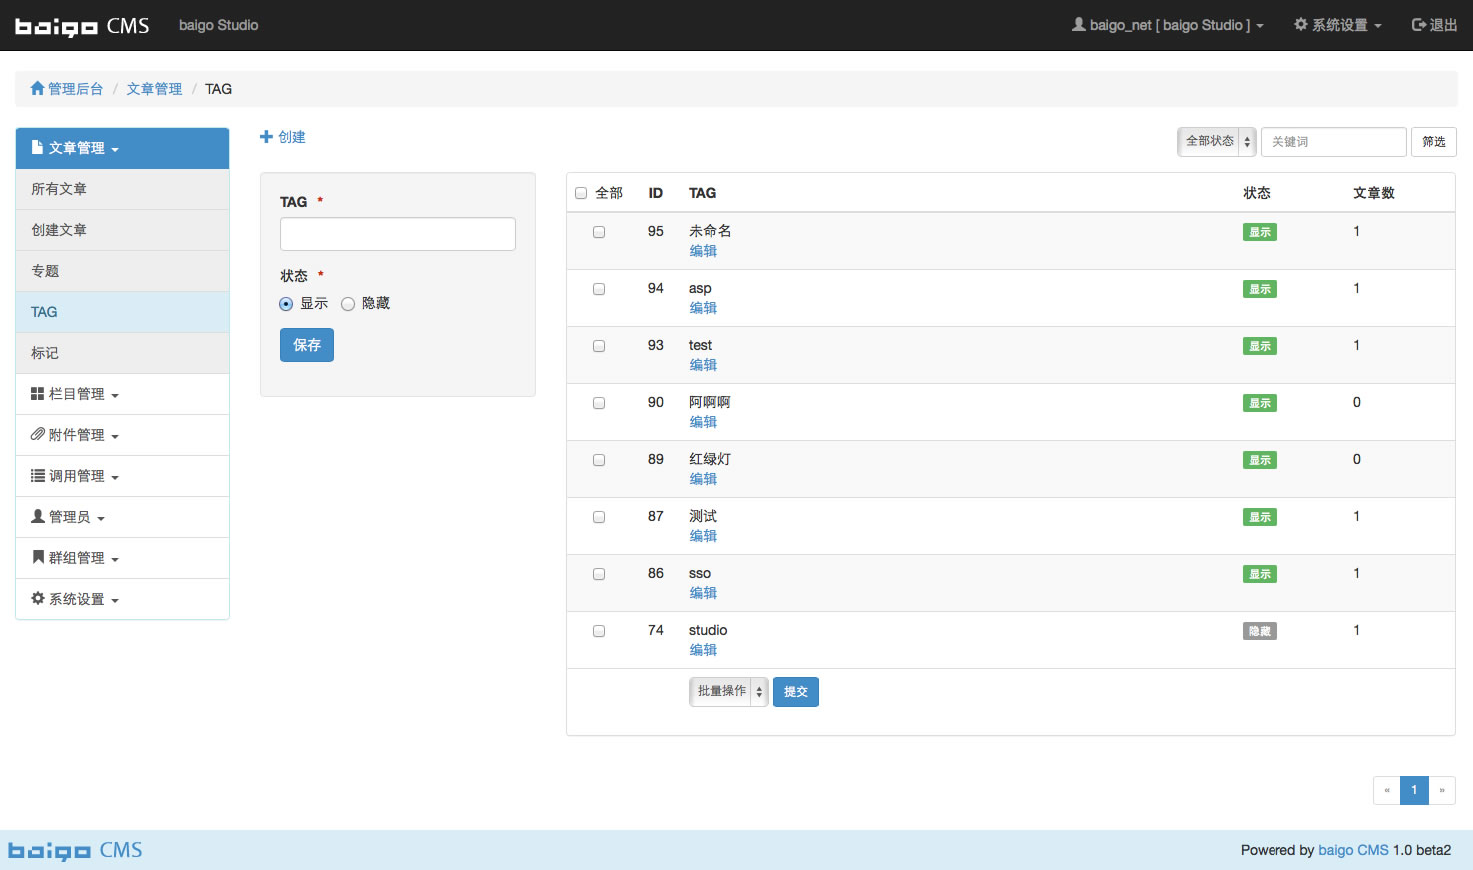 baigo CMS baigo Studio baigo_net [ baigo Studio ] 系统设置 退出
管理后台 / 文章管理 / TAG
文章管理
所有文章
创建文章
专题
TAG
标记
栏目管理
附件管理
调用管理
管理员
群组管理
系统设置
创建
TAG *
状态 *
显示 隐藏
保存
全部状态 关键词 筛选
全部 ID TAG 状态 文章数
95 未命名 显示 1
编辑
94 asp 显示 1
编辑
93 test 显示 1
编辑
90 阿啊啊 显示 0
编辑
89 红绿灯 显示 0
编辑
87 测试 显示 1
编辑
86 sso 显示 1
编辑
74 studio 隐藏 1
编辑
批量操作 提交
« 1 »
baigo CMS Powered by baigo CMS 1.0 beta2